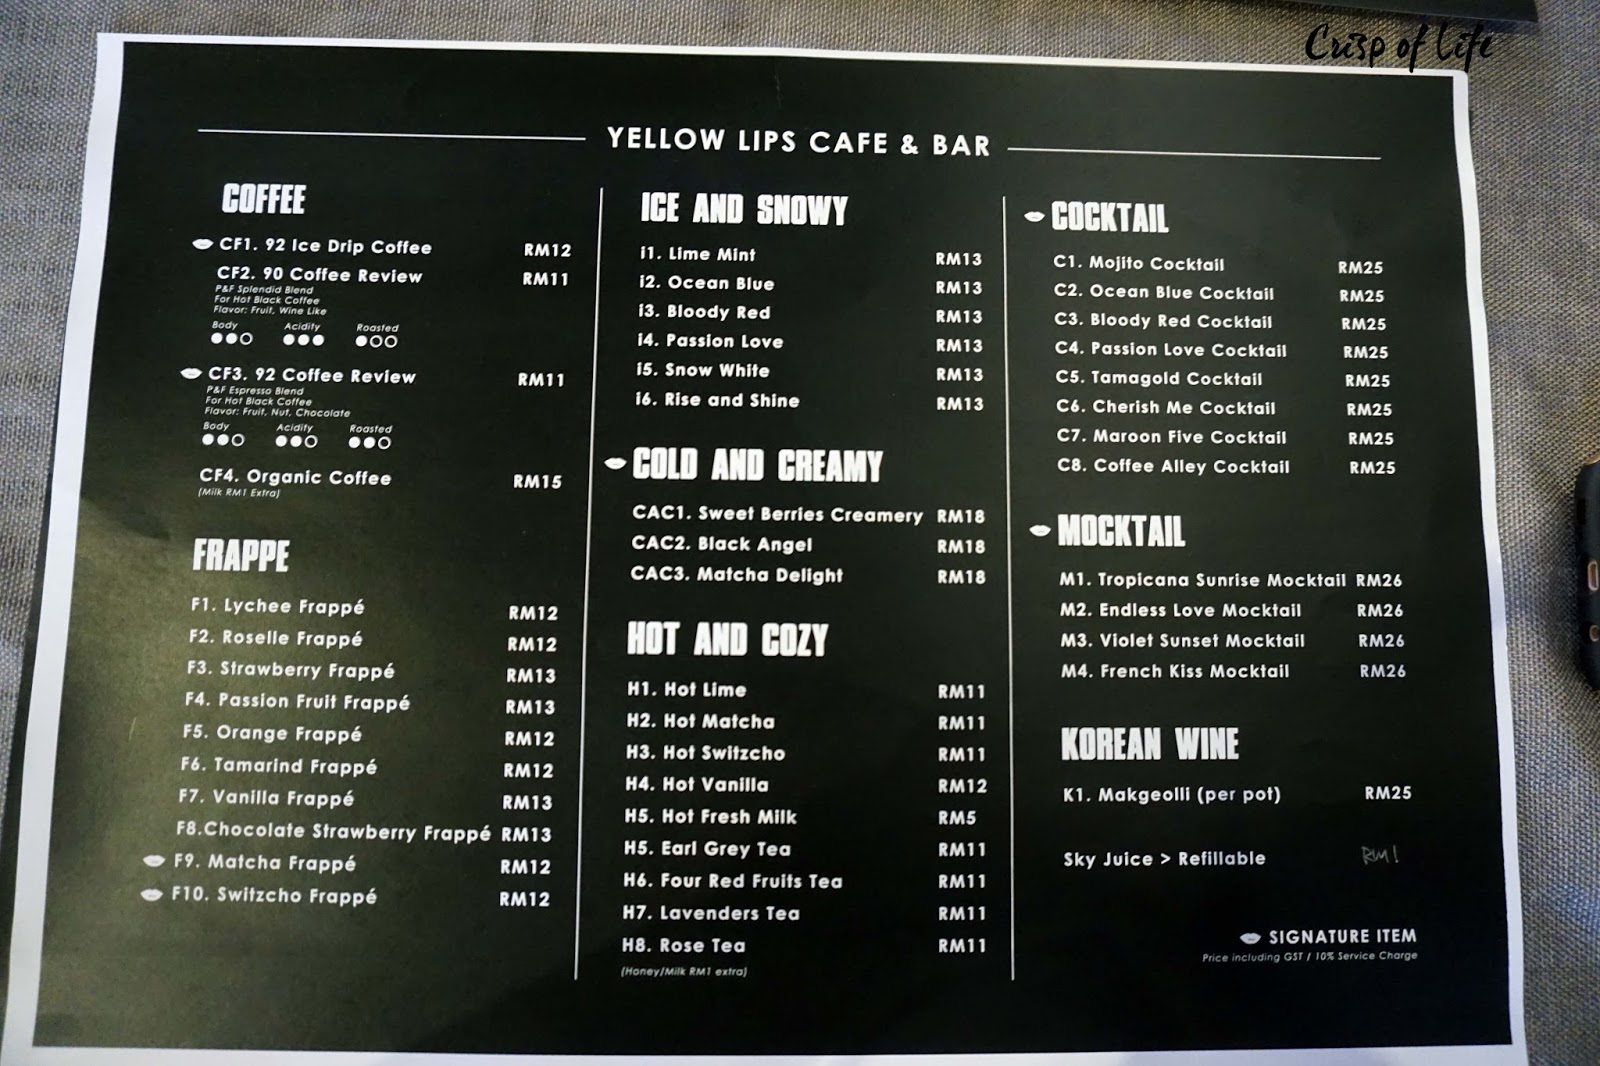 Crisp of Life
YELLOW LIPS CAFE & BAR
COFFEE
CF1. 92 Ice Drip Coffee RM12
CF2. 90 Coffee Review RM11
P&F Splendid Blend
For Hot Black Coffee
Flavor: Fruit, Wine Like
Body Acidity Roasted
CF3. 92 Coffee Review RM11
P&F Espresso Blend
For Hot Black Coffee
Flavor: Fruit, Nut, Chocolate
Body Acidity Roasted
CF4. Organic Coffee RM15
(Milk RM1 Extra)
FRAPPE
F1. Lychee Frappé RM12
F2. Roselle Frappé RM12
F3. Strawberry Frappé RM13
F4. Passion Fruit Frappé RM13
F5. Orange Frappé RM12
F6. Tamarind Frappé RM12
F7. Vanilla Frappé RM13
F8.Chocolate Strawberry Frappé RM13
F9. Matcha Frappé RM12
F10. Switzcho Frappé RM12
ICE AND SNOWY
i1. Lime Mint RM13
i2. Ocean Blue RM13
i3. Bloody Red RM13
i4. Passion Love RM13
i5. Snow White RM13
i6. Rise and Shine RM13
COLD AND CREAMY
CAC1. Sweet Berries Creamery RM18
CAC2. Black Angel RM18
CAC3. Matcha Delight RM18
HOT AND COZY
H1. Hot Lime RM11
H2. Hot Matcha RM11
H3. Hot Switzcho RM11
H4. Hot Vanilla RM12
H5. Hot Fresh Milk RM5
H5. Earl Grey Tea RM11
H6. Four Red Fruits Tea RM11
H7. Lavenders Tea RM11
H8. Rose Tea RM11
(Honey/Milk RM1 extra)
COCKTAIL
C1. Mojito Cocktail RM25
C2. Ocean Blue Cocktail RM25
C3. Bloody Red Cocktail RM25
C4. Passion Love Cocktail RM25
C5. Tamagold Cocktail RM25
C6. Cherish Me Cocktail RM25
C7. Maroon Five Cocktail RM25
C8. Coffee Alley Cocktail RM25
MOCKTAIL
M1. Tropicana Sunrise Mocktail RM26
M2. Endless Love Mocktail RM26
M3. Violet Sunset Mocktail RM26
M4. French Kiss Mocktail RM26
KOREAN WINE
K1. Makgeolli (per pot) RM25
Sky Juice > Refillable RM1
SIGNATURE ITEM
Price including GST / 10% Service Charge